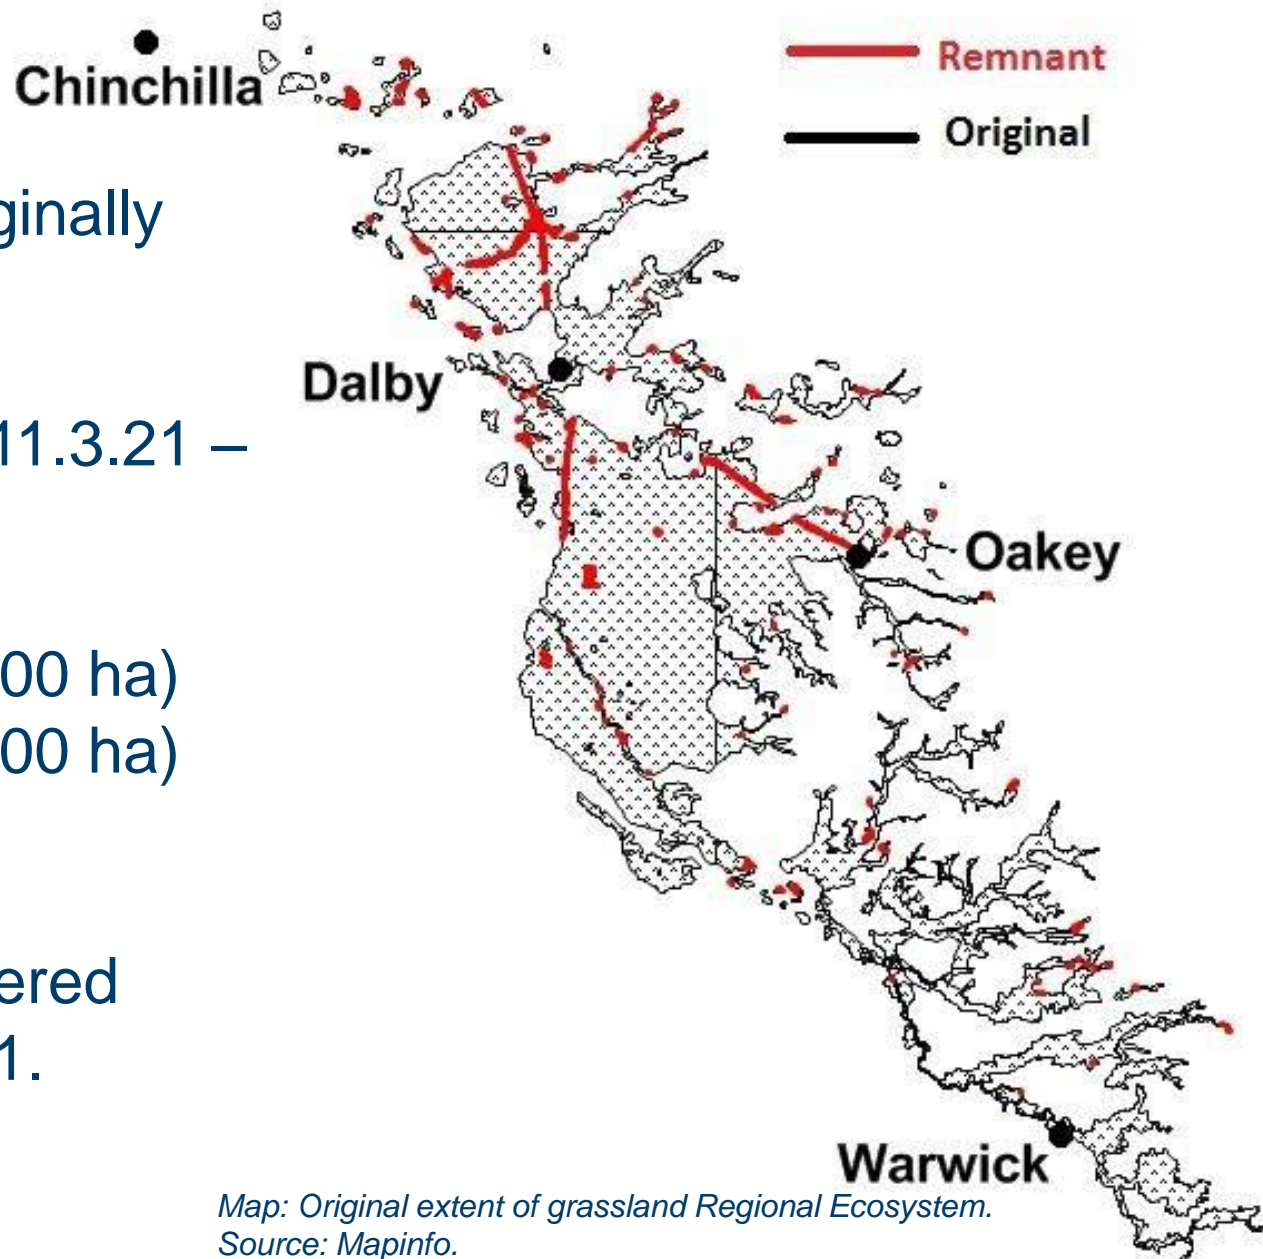 Chinchilla
Remnant
Original
ginally
Dalby
11.3.21 –
Oakey
00 ha)
00 ha)
ered
1.
Warwick
Map: Original extent of grassland Regional Ecosystem.
Source: Mapinfo.